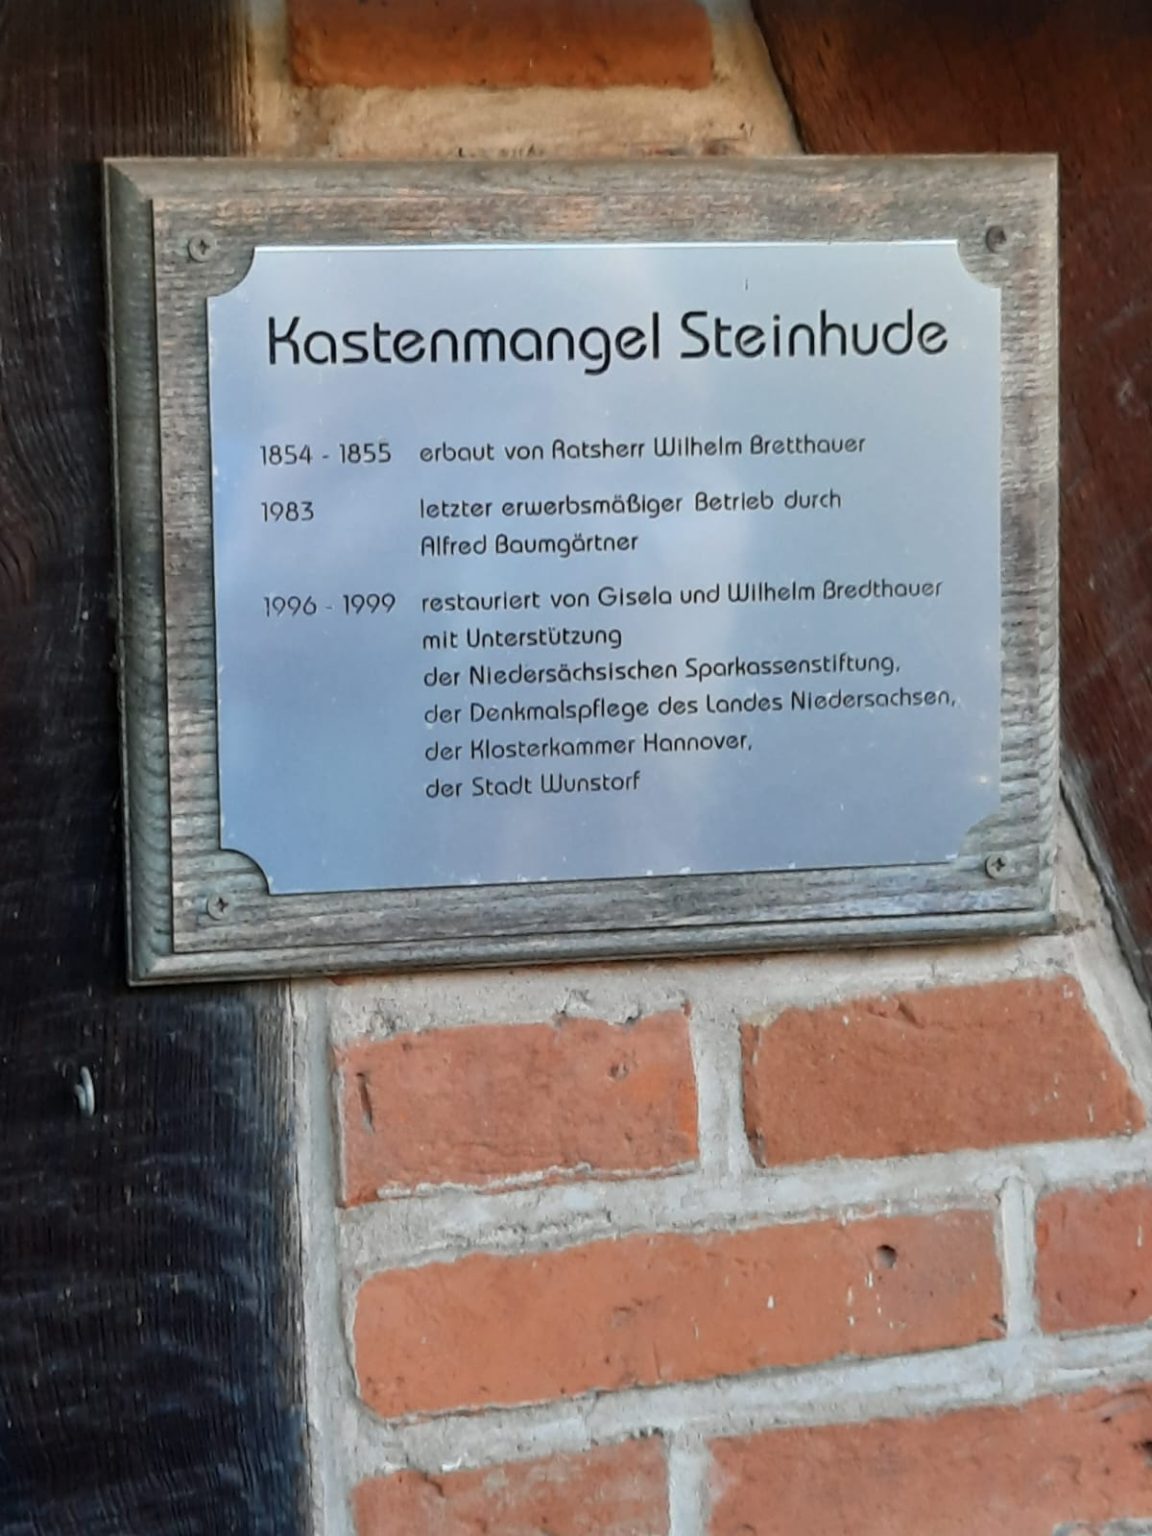 Kastenmangel Steinhude
1854 - 1855 erbaut von Ratsherr Wilhelm Bretthauer
1983 letzter erwerbsmäßiger Betrieb durch
Alfred Baumgärtner
1996 - 1999 restauriert von Gisela und Wilhelm Bredthauer
mit Unterstützung
der Niedersächsischen Sparkassenstiftung,
der Denkmalspflege des Landes Niedersachsen,
der Klosterkammer Hannover,
der Stadt Wunstorf